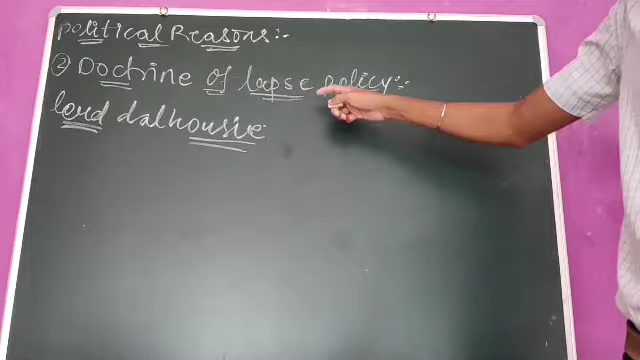 political Reasons:-
② Doctrine of lapse policy:-
lord dalhousie